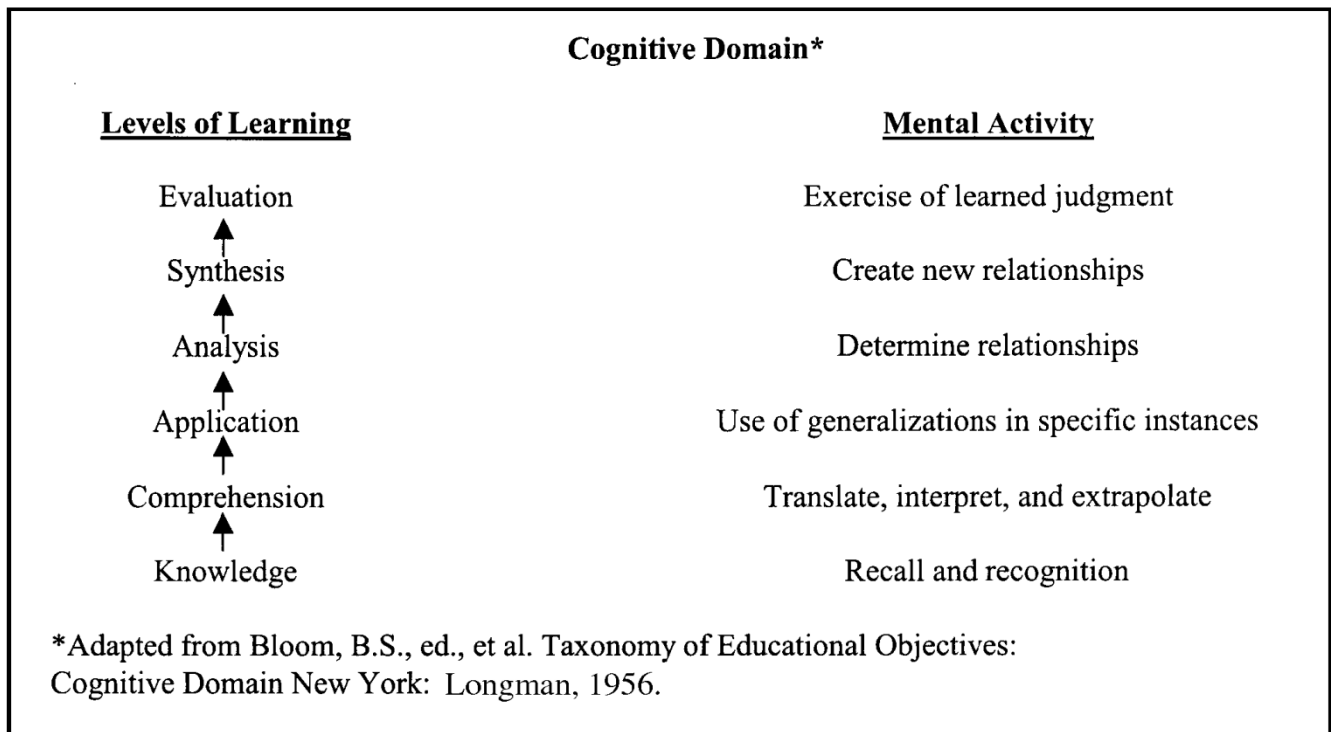 Cognitive Domain*
Levels of Learning Mental Activity
Evaluation Exercise of learned judgment
Synthesis Create new relationships
Analysis Determine relationships
Application Use of generalizations in specific instances
Comprehension Translate, interpret, and extrapolate
Knowledge Recall and recognition
*Adapted from Bloom, B.S., ed., et al. Taxonomy of Educational Objectives:
Cognitive Domain New York: Longman, 1956.